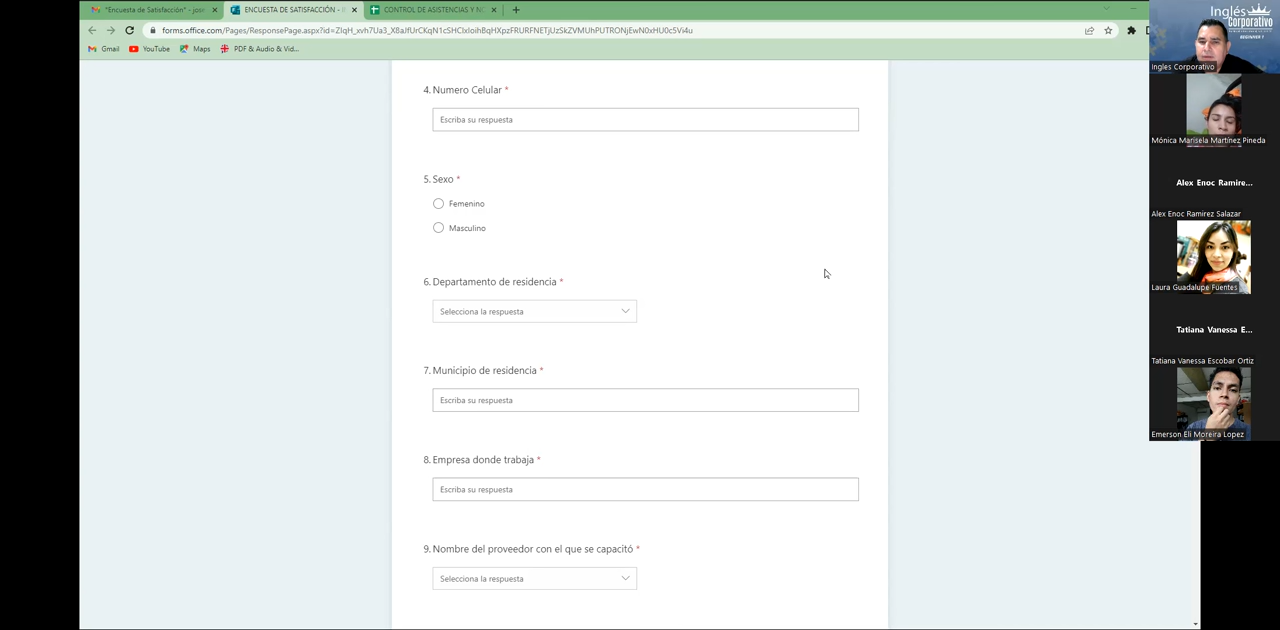 "Encuesta de Satisfacción" - josé
ENCUESTA DE SATISFACCIÓN -
CONTROL DE ASISTENCIAS Y NO
forms.office.com/Pages/ResponsePage.aspx?id=
Gmail
YouTube
Maps
PDF & Audio & Vid...
4. Numero Celular *
Escriba su respuesta
5. Sexo *
Femenino
Masculino
6. Departamento de residencia *
Selecciona la respuesta
7. Municipio de residencia *
Escriba su respuesta
8. Empresa donde trabaja *
Escriba su respuesta
9. Nombre del proveedor con el que se capacitó *
Selecciona la respuesta
Inglés
Corporativo
BEGINNER 1
Ingles Corporativo
Mónica Marisela Martínez Pineda
Alex Enoc Ramire...
Alex Enoc Ramirez Salazar
Laura Guadalupe Fuentes
Tatiana Vanessa E...
Tatiana Vanessa Escobar Ortiz
Emerson Eli Moreira Lopez